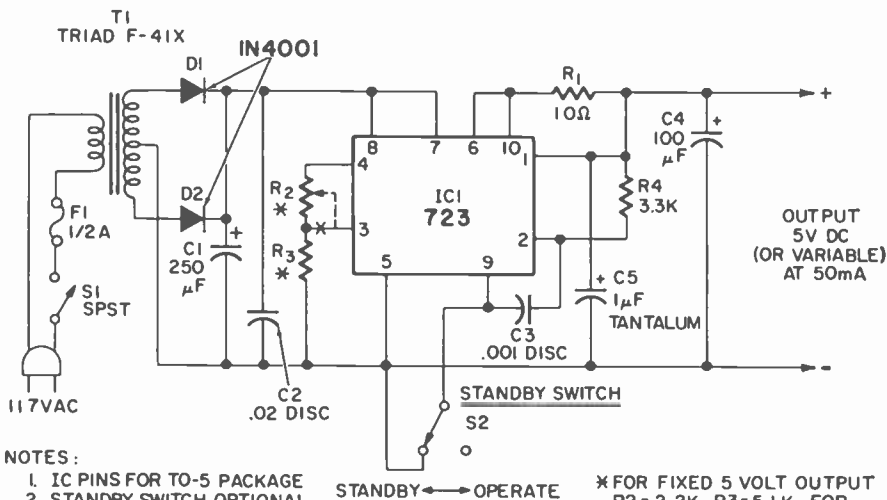 T1
TRIAD F-41X
IN4001
D1
D2
F1
1/2A
S1
SPST
117VAC
C1
250
μF
+
C2
.02 DISC
R2
*
R3
*
4
3
8
7
6
10
5
9
1
2
IC1
723
R1
10Ω
C3
.001 DISC
R4
3.3K
C4
100
μF
+
C5
1μF
TANTALUM
+
+
OUTPUT
5V DC
(OR VARIABLE)
AT 50mA
-
STANDBY SWITCH
S2
STANDBY OPERATE
NOTES:
1. IC PINS FOR TO-5 PACKAGE
2. STANDBY SWITCH OPTIONAL
*FOR FIXED 5 VOLT OUTPUT
R2=2.2K, R3=5.1K. FOR